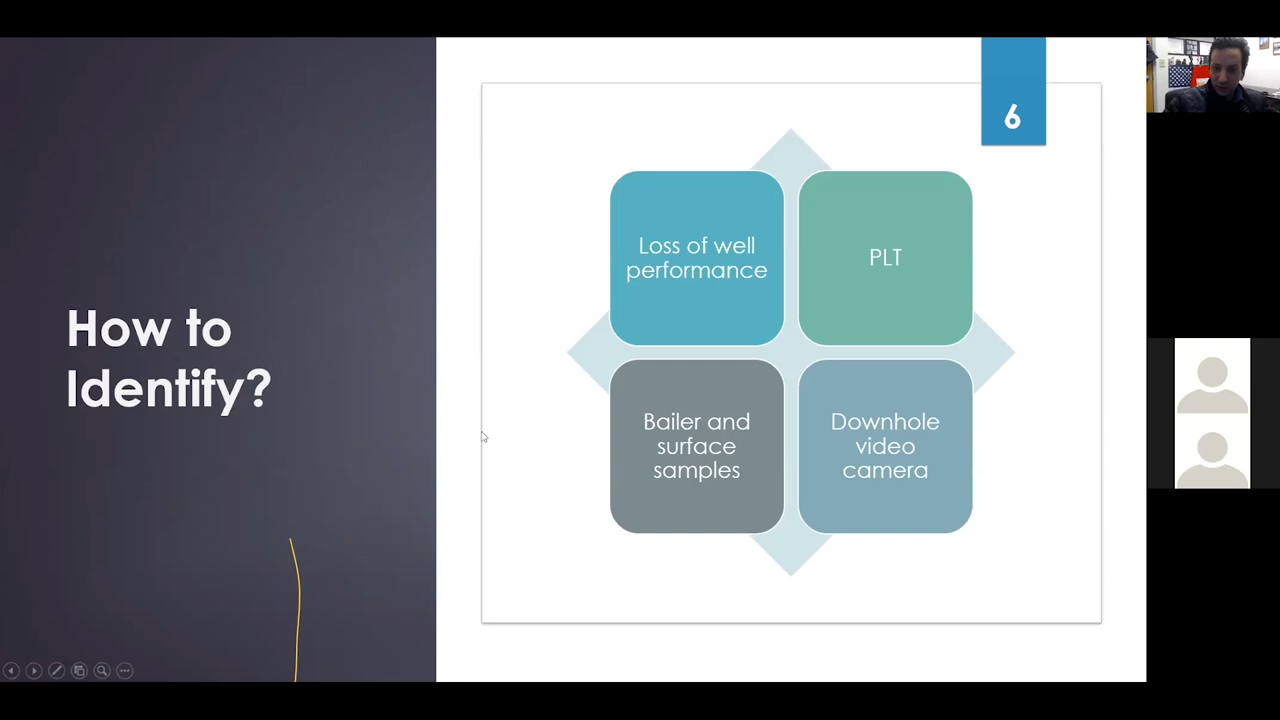 How to
Identify?
6
Loss of well
performance
PLT
Bailer and
surface
samples
Downhole
video
camera